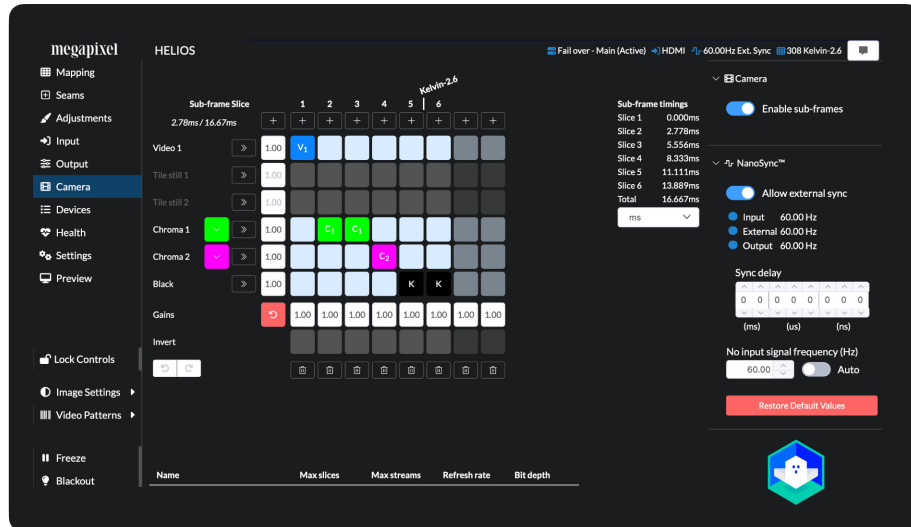 megapixel
HELIOS
Fail over - Main (Active) HDMI 60.00Hz Ext. Sync 308 Kelvin-2.6
Mapping
Seams
Adjustments
Input
Output
Camera
Devices
Health
Settings
Preview
Lock Controls
Image Settings
Video Patterns
Freeze
Blackout
Kelvin-2.6
Sub-frame Slice 1 2 3 4 5 6
2.78ms / 16.67ms + + + + + + + + +
Video 1 1.00 V1
Tile still 1 1.00
Tile still 2 1.00
Chroma 1 1.00 C1 C1
Chroma 2 1.00 C2
Black 1.00 K K
Gains 1.00 1.00 1.00 1.00 1.00 1.00 1.00 1.00
Invert
Name Max slices Max streams Refresh rate Bit depth
Sub-frame timings
Slice 1 0.000ms
Slice 2 2.778ms
Slice 3 5.556ms
Slice 4 8.333ms
Slice 5 11.111ms
Slice 6 13.889ms
Total 16.667ms
ms
Camera
Enable sub-frames
NanoSync™
Allow external sync
Input 60.00 Hz
External 60.00 Hz
Output 60.00 Hz
Sync delay
0 0 0 0 0 0 0 0
(ms) (us) (ns)
No input signal frequency (Hz)
60.00 Auto
Restore Default Values